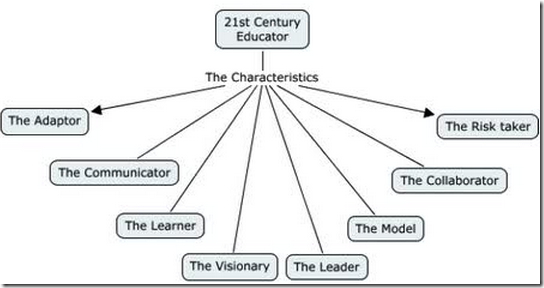 21st Century
Educator
The Characteristics
The Adaptor
The Risk taker
The Communicator
The Collaborator
The Learner
The Model
The Visionary
The Leader